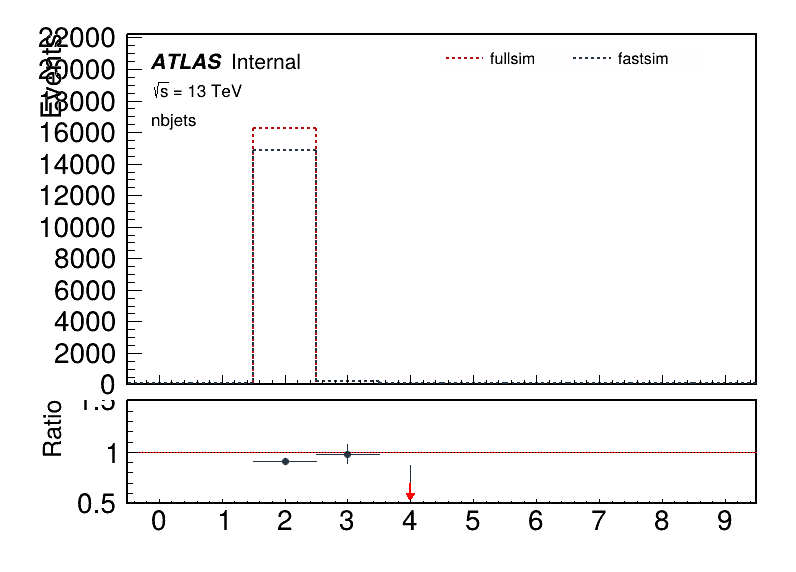 22000
Events
20000
ATLAS Internal
fullsim
fastsim
18000
√s = 13 TeV
nbjets
16000
14000
12000
10000
8000
6000
4000
2000
0
1.5
Ratio
1
0.5
0 1 2 3 4 5 6 7 8 9